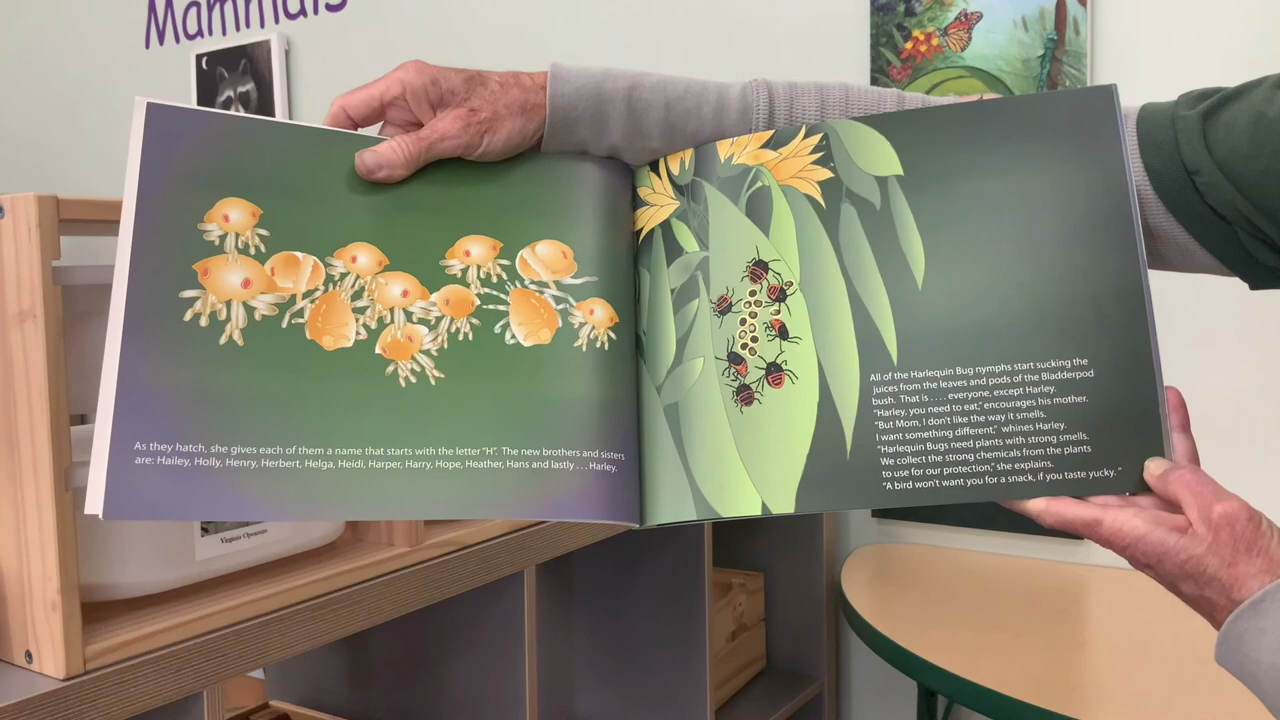 Mammals
As they hatch, she gives each of them a name that starts with the letter "H". The new brothers and sisters
are: Hailey, Holly, Henry, Herbert, Helga, Heidi, Harper, Harry, Hope, Heather, Hans and lastly . . . Harley.
All of the Harlequin Bug nymphs start sucking the
juices from the leaves and pods of the Bladderpod
bush. That is . . . . everyone, except Harley.
"Harley, you need to eat," encourages his mother.
"But Mom, I don't like the way it smells.
I want something different," whines Harley.
"Harlequin Bugs need plants with strong smells.
We collect the strong chemicals from the plants
to use for our protection," she explains.
"A bird won't want you for a snack, if you taste yucky. "
Virginia Opossum